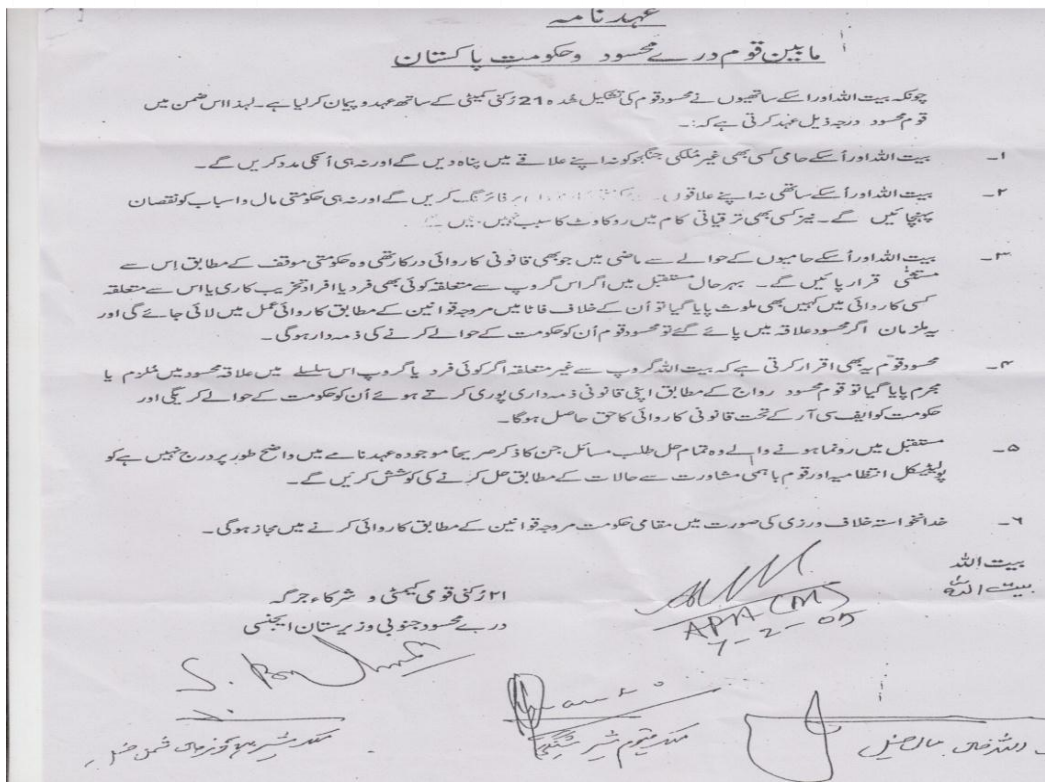 عہد نامہ
مابین قوم درے محسود و حکومتِ پاکستان
چونکہ بیت اللہ اور اسکے ساتھیوں نے محسود قوم کی تشکیل شدہ 21 رُکنی کمیٹی کے ساتھ عہد و پیمان کر لیا ہے۔ لہذا اس ضمن میں
قوم محسود درجہ ذیل عہد کرتی ہے کہ:۔
۱۔ بیت اللہ اور اُسکے حامی کسی بھی غیر مُلکی جنگجو کو نہ اپنے علاقے میں پناہ دیں گے اور نہ ہی اُنکی مدد کریں گے۔
۲۔ بیت اللہ اور اُسکے ساتھی نہ اپنے علاقوں پر فائرنگ کریں گے اور نہ ہی حکومتی مال و اسباب کو نقصان
پہنچائیں گے۔ نیز کسی بھی ترقیاتی کام میں روکاوٹ کا سبب نہیں بنیں گے۔
۳۔ بیت اللہ اور اُسکے حامیوں کے حوالے سے ماضی میں جو بھی قانونی کاروائی درکار تھی وہ حکومتی موقف کے مطابق اِس سے
مستثنٰی قرار پائیں گے۔ بہر حال مستقبل میں اگر اس گروپ سے متعلقہ کوئی بھی فرد یا افراد تخریب کاری یا اس سے متعلقہ
کسی کاروائی میں کہیں بھی ملوث پایا گیا تو اُن کے خلاف فاٹا میں مروجہ قوانین کے مطابق کاروائی عمل میں لائی جائے گی اور
یہ ملزمان اگر محسود علاقہ میں پائے گئے تو محسود قوم اُن کو حکومت کے حوالے کرنے کی ذمہ دار ہوگی۔
۴۔ محسود قوم یہ بھی اقرار کرتی ہے کہ بیت اللہ گروپ سے غیر متعلقہ اگر کوئی فرد یا گروپ اس سلسلے میں علاقہ محسود میں مُلزم یا
مجرم پایا گیا تو قوم محسود رواج کے مطابق اپنی قانونی ذمہ داری پوری کرتے ہوئے اُن کو حکومت کے حوالے کریگی اور
حکومت کو ایف سی آر کے تحت قانونی کاروائی کا حق حاصل ہوگا۔
۵۔ مستقبل میں رونما ہونے والے وہ تمام حل طلب مسائل جن کا ذکر صریحاً موجودہ عہد نامے میں واضح طور پر درج نہیں ہے کو
پولیٹیکل انتظامیہ اور قوم باہمی مشاورت سے حالات کے مطابق حل کرنے کی کوشش کریں گے۔
۶۔ خدانخواستہ خلاف ورزی کی صورت میں مقامی حکومت مروجہ قوانین کے مطابق کاروائی کرنے میں مجاز ہوگی۔
بیت اللہ
بیت اللہ
APA (M)
7-2-05
۲۱ رُکنی قومی کمیٹی و شرکاء جرگہ
درے محسود جنوبی وزیرستان ایجنسی